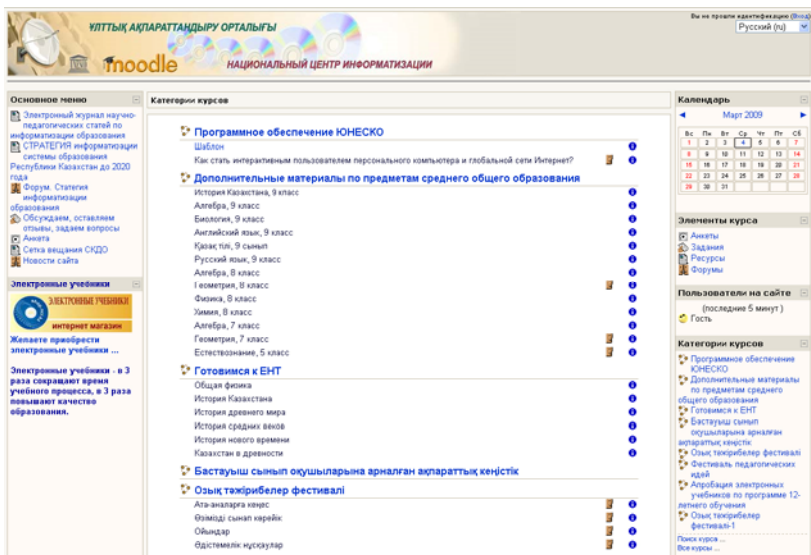 Вы не прошли идентификацию (Вход)
Русский (ru)
ҰЛТТЫҚ АҚПАРАТТАНДЫРУ ОРТАЛЫҒЫ
moodle
НАЦИОНАЛЬНЫЙ ЦЕНТР ИНФОРМАТИЗАЦИИ
Основное меню
Электронный журнал научно-
педагогических статей по
информатизации образования
СТРАТЕГИЯ информатизации
системы образования
Республики Казахстан до 2020
года
Форум. Статегия
информатизации
образования
Обсуждаем, оставляем
отзывы, задаем вопросы
Анкета
Сетка вещания СКДО
Новости сайта
Электронные учебники
ЭЛЕКТРОННЫЕ УЧЕБНИКИ
интернет магазин
Желаете приобрести
электронные учебники ...
Электронные учебники - в 3
раза сокращают время
учебного процесса, в 3 раза
повышают качество
образования.
Категории курсов
Программное обеспечение ЮНЕСКО
Шаблон
Как стать интерактивным пользователем персонального компьютера и глобальной сети Интернет?
Дополнительные материалы по предметам среднего общего образования
История Казахстана, 9 класс
Алгебра, 9 класс
Биология, 9 класс
Английский язык, 9 класс
Қазақ тілі, 9 сынып
Русский язык, 9 класс
Алгебра, 8 класс
Геометрия, 8 класс
Физика, 8 класс
Химия, 8 класс
Алгебра, 7 класс
Геометрия, 7 класс
Естествознание, 5 класс
Готовимся к ЕНТ
Общая физика
История Казахстана
История древнего мира
История средних веков
История нового времени
Казахстан в древности
Бастауыш сынып оқушыларына арналған ақпараттық кеңістік
Озық тәжірибелер фестивалі
Ата-аналарға кеңес
Өзімізді сынап көрейік
Ойындар
Әдістемелік нұсқаулар
Календарь
Март 2009
Вс Пн Вт Ср Чт Пт Сб
1 2 3 4 5 6 7
8 9 10 11 12 13 14
15 16 17 18 19 20 21
22 23 24 25 26 27 28
29 30 31
Элементы курса
Анкеты
Задания
Ресурсы
Форумы
Пользователи на сайте
(последние 5 минут )
Гость
Категории курсов
Программное обеспечение
ЮНЕСКО
Дополнительные материалы
по предметам среднего
общего образования
Готовимся к ЕНТ
Бастауыш сынып
оқушыларына арналған
ақпараттық кеңістік
Озық тәжірибелер фестивалі
Фестиваль педагогических
идей
Апробация электронных
учебников по программе 12-
летнего обучения
Озық тәжірибелер
фестивалі-1
Поиск курса ...
Все курсы ...